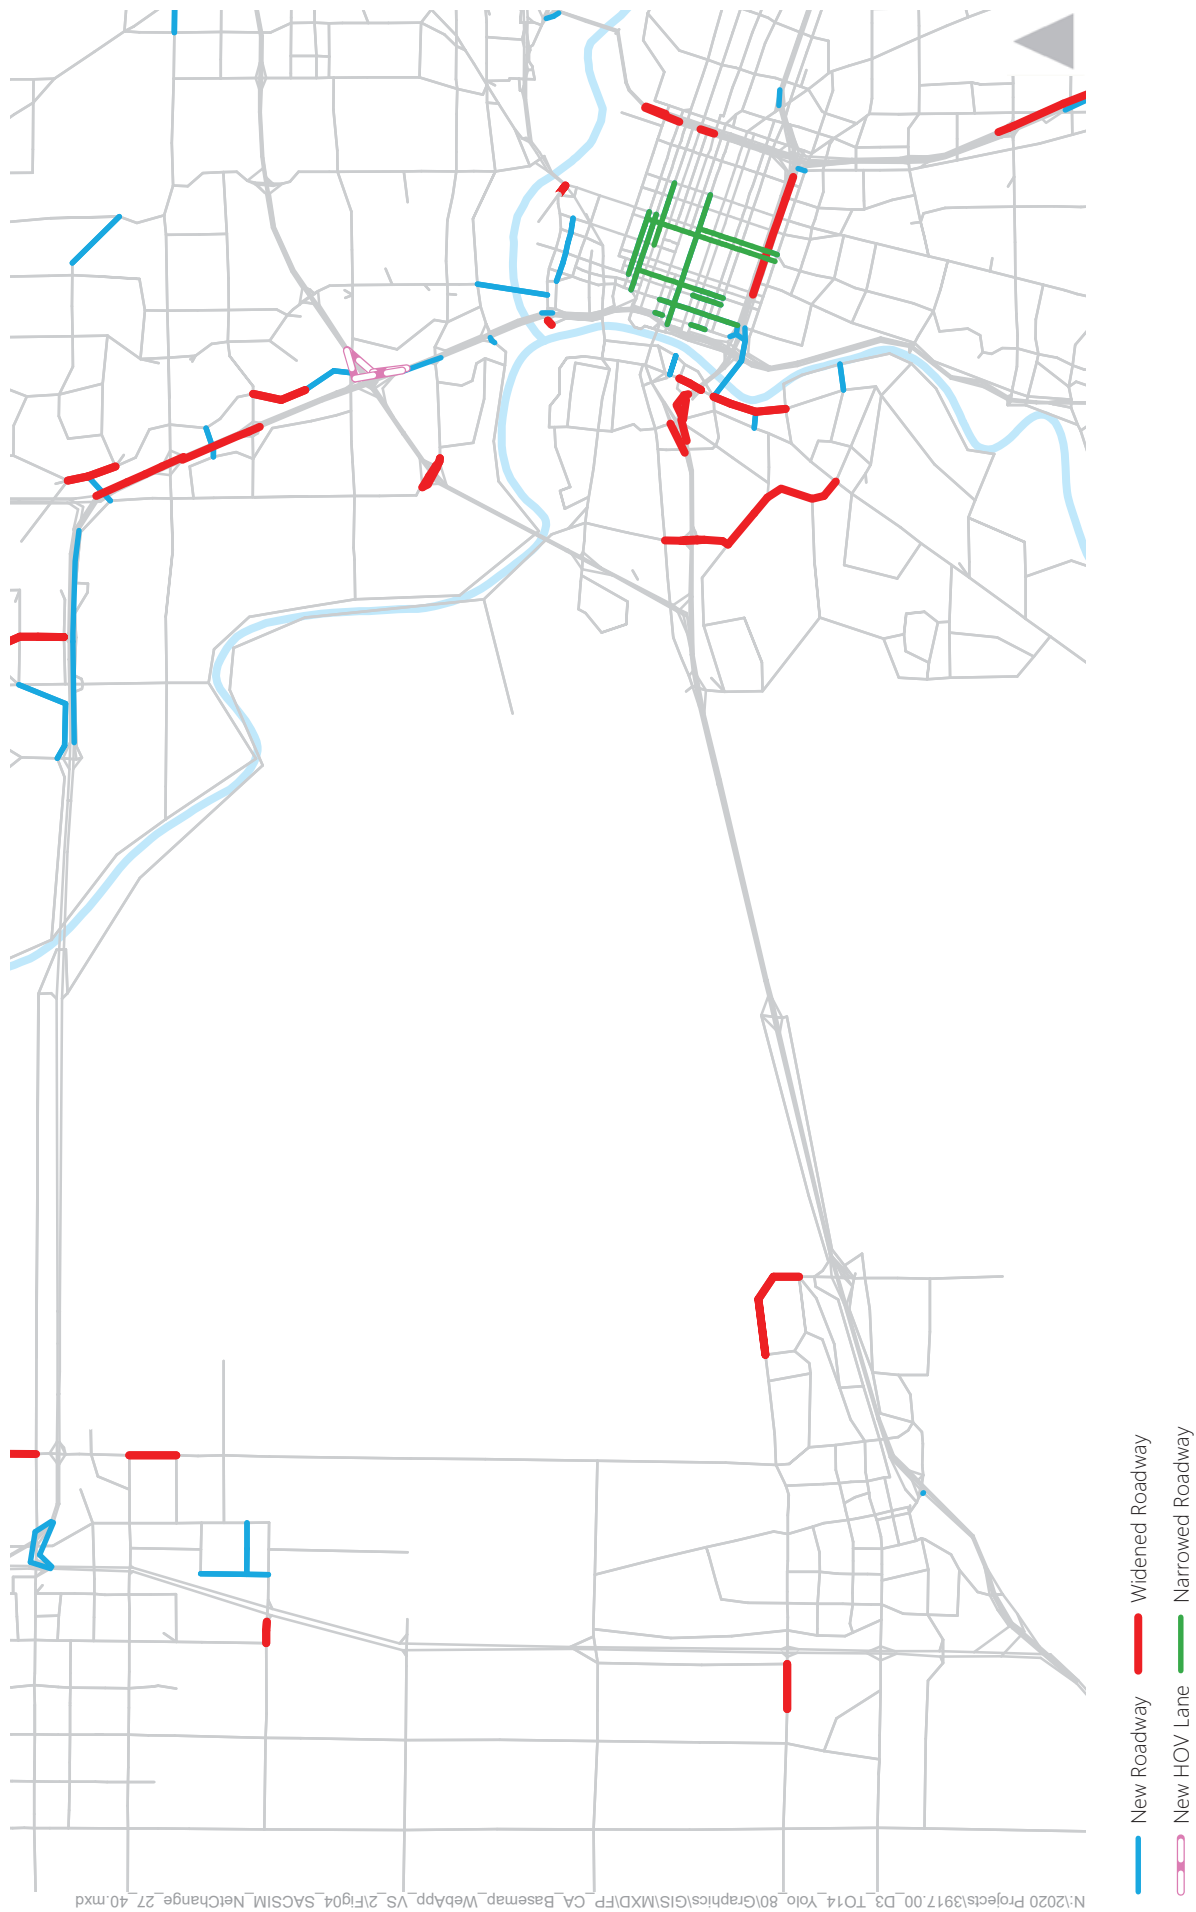 New Roadway
Widened Roadway
New HOV Lane
Narrowed Roadway
N:\2020 Projects\3917.00_D3_TO14_Yolo_80\Graphics\GIS\MXD\FP_CA_Basemap_WebApp_VS_2\Fig04_SACSIM_NetChange_27_40.mxd